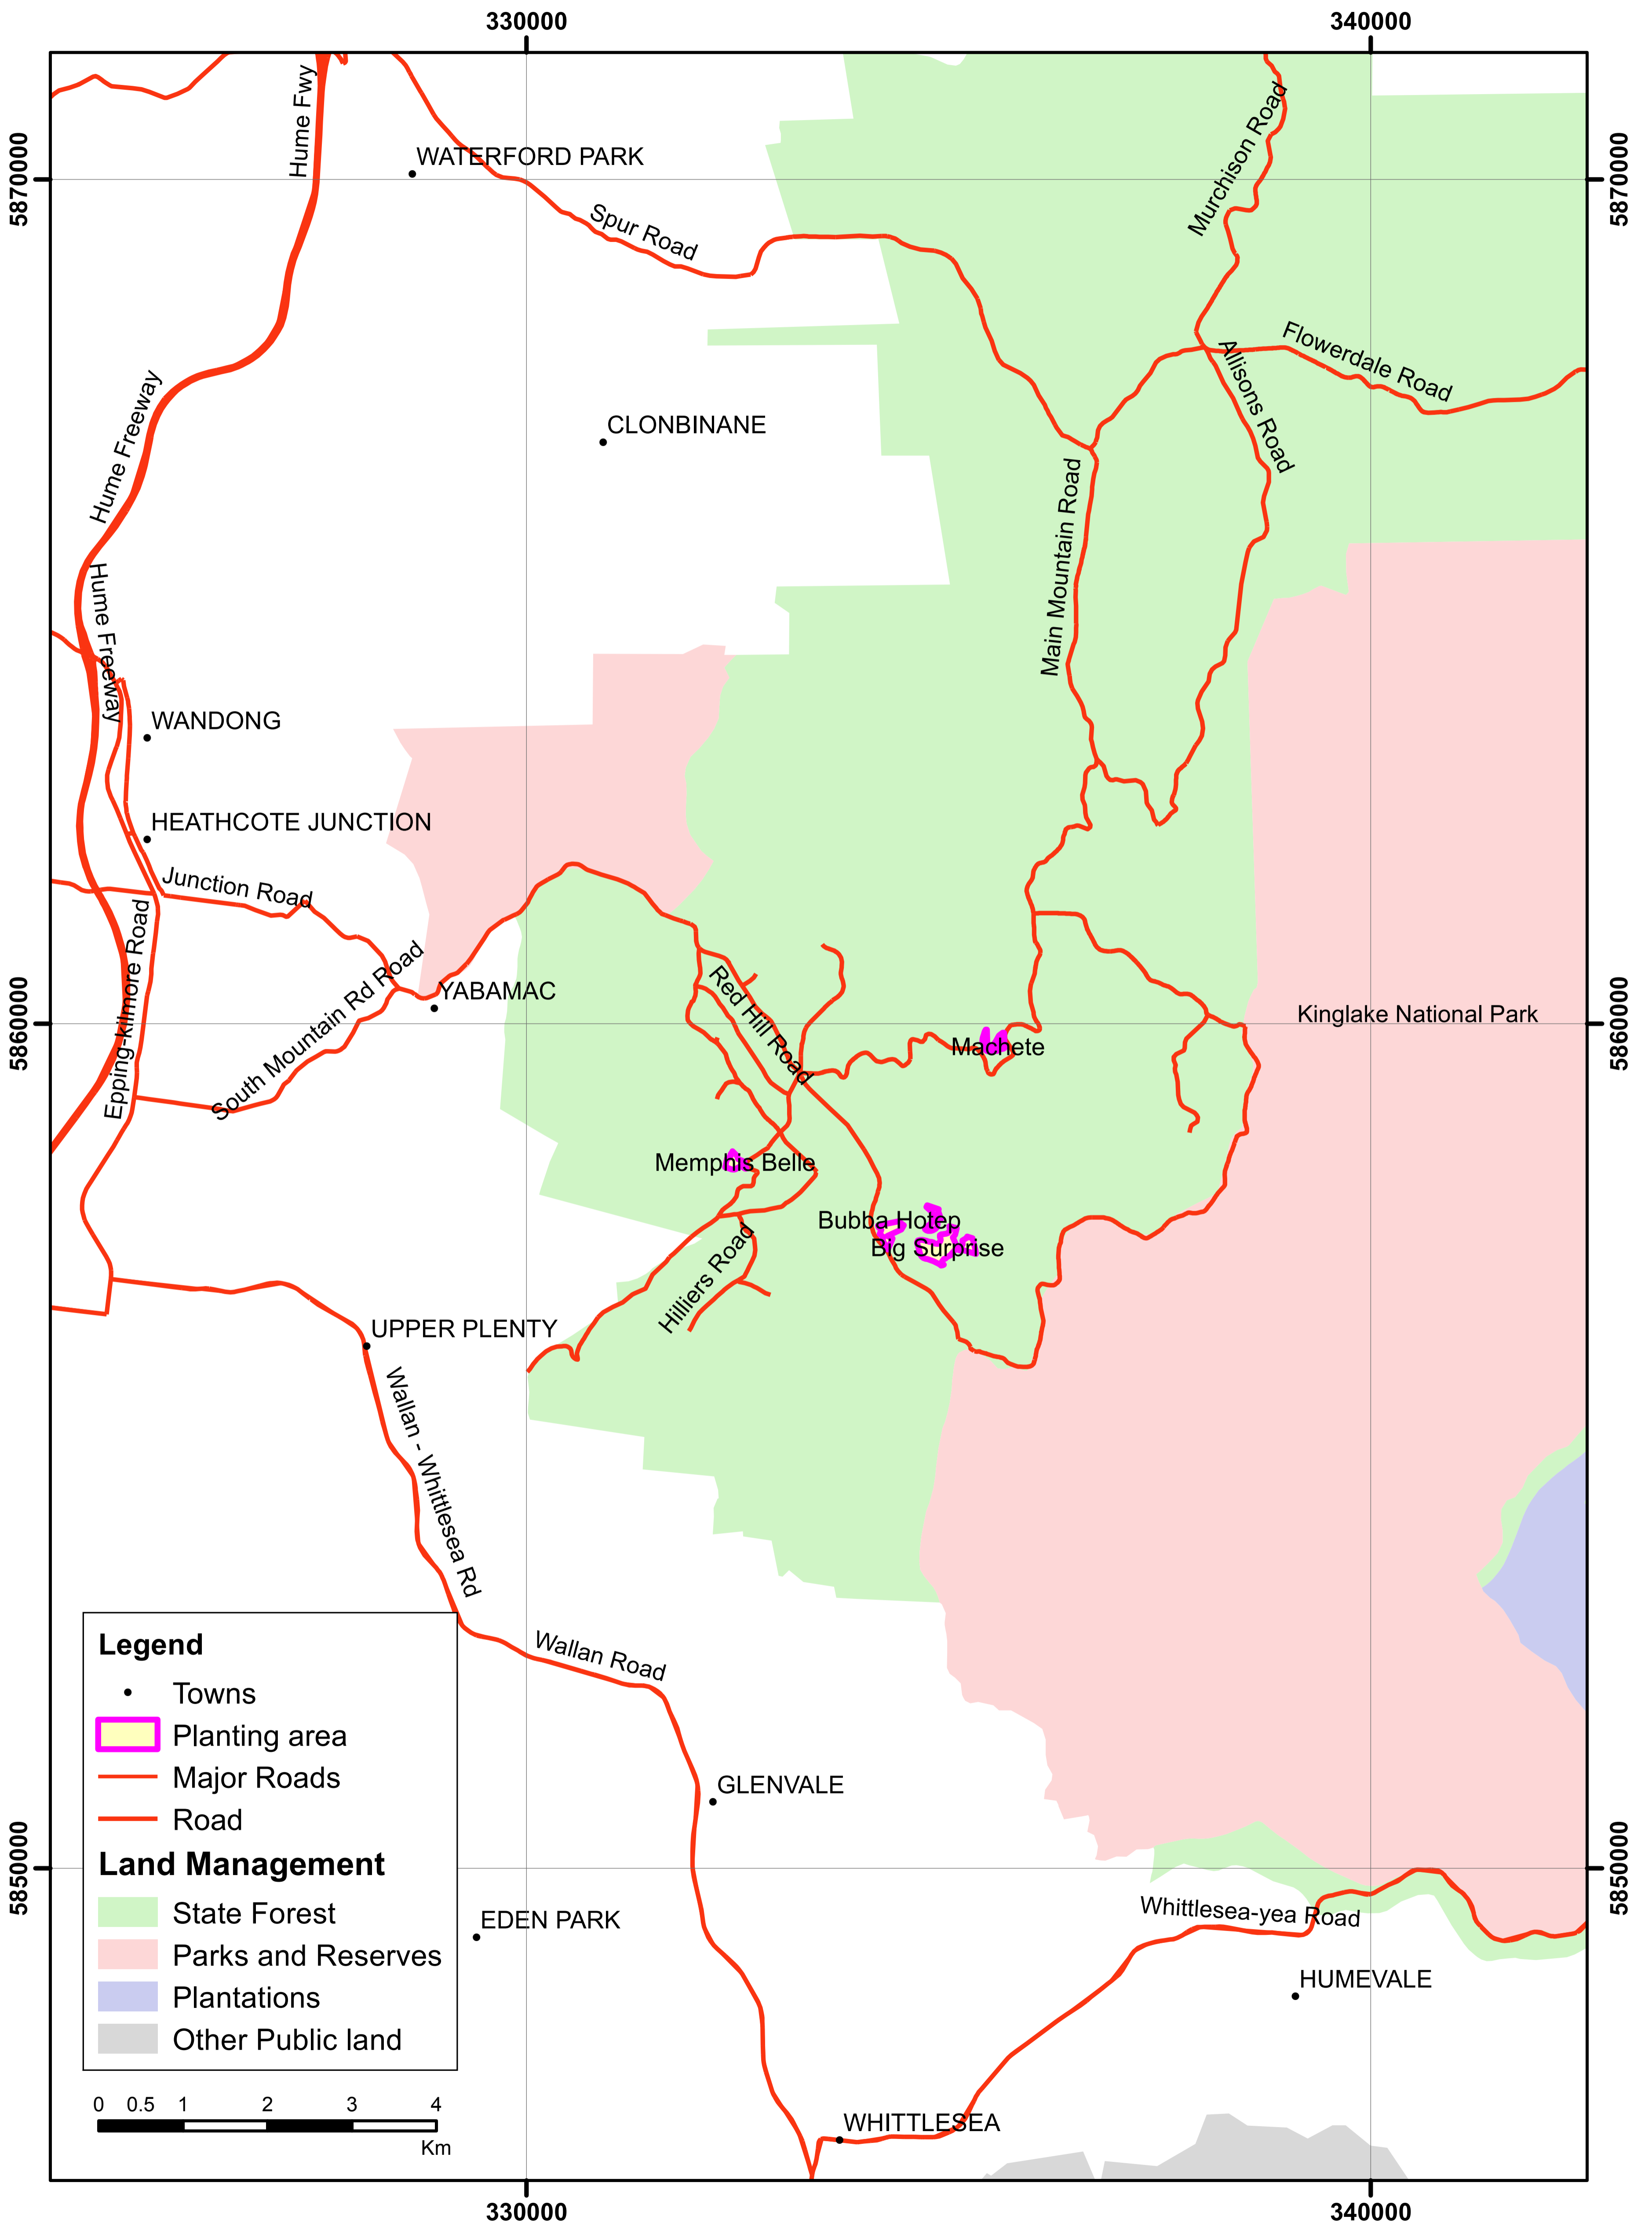 330000
340000
Hume Fwy
Murchison Road
5870000
5870000
WATERFORD PARK
Spur Road
Flowerdale Road
Allisons Road
Hume Freeway
CLONBINANE
Main Mountain Road
Hume Freeway
WANDONG
HEATHCOTE JUNCTION
Junction Road
Epping-kilmore Road
South Mountain Rd Road
YABAMAC
Red Hill Road
Kinglake National Park
5860000
5860000
Machete
Memphis Belle
Bubba Hotep
Big Surprise
Hilliers Road
UPPER PLENTY
Wallan - Whittlesea Rd
Wallan Road
GLENVALE
5850000
5850000
Whittlesea-yea Road
EDEN PARK
HUMEVALE
WHITTLESEA
Legend
Towns
Planting area
Major Roads
Road
Land Management
State Forest
Parks and Reserves
Plantations
Other Public land
0 0.5 1 2 3 4
Km
330000
340000